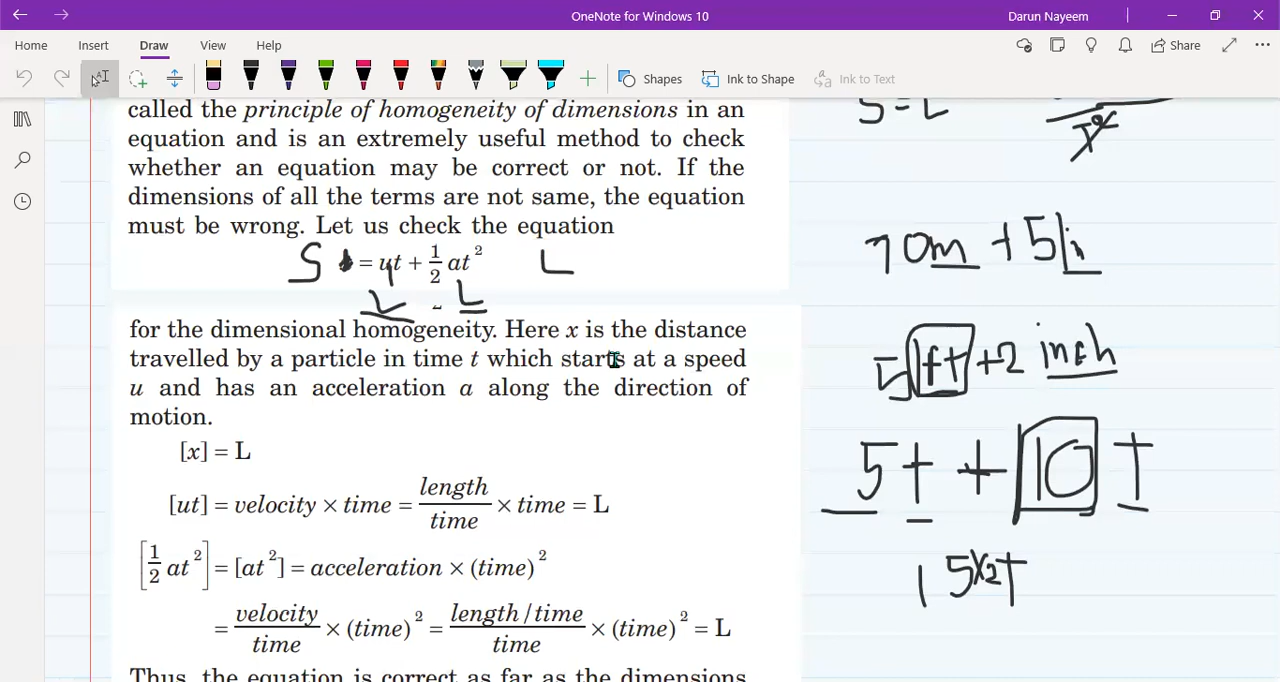 OneNote for Windows 10
Darun Nayeem
Home Insert Draw View Help
Share
Shapes Ink to Shape Ink to Text
called the principle of homogeneity of dimensions in an
equation and is an extremely useful method to check
whether an equation may be correct or not. If the
dimensions of all the terms are not same, the equation
must be wrong. Let us check the equation
S = ut + 1/2 at² L
L L
for the dimensional homogeneity. Here x is the distance
travelled by a particle in time t which starts at a speed
u and has an acceleration a along the direction of
motion.
[x] = L
[ut] = velocity × time = length/time × time = L
[1/2 at²] = [at²] = acceleration × (time)²
= velocity/time × (time)² = length/time/time × (time)² = L
Thus, the equation is correct as far as the dimensions
S = L
10m + 5
5 ft + 2 inch
5t + 10 t